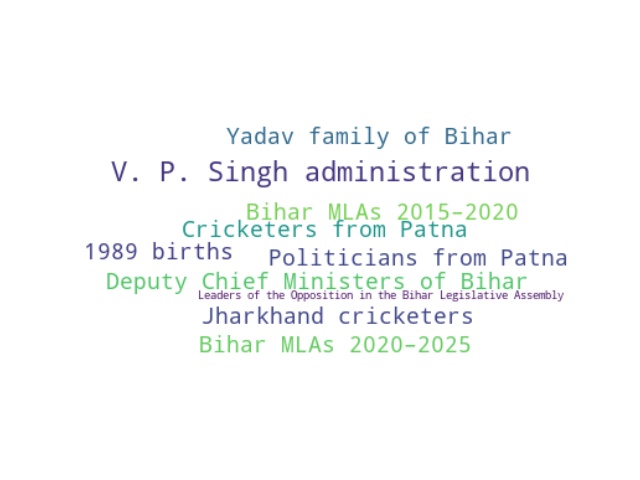 Yadav family of Bihar
V. P. Singh administration
Bihar MLAs 2015–2020
Cricketers from Patna
1989 births
Politicians from Patna
Deputy Chief Ministers of Bihar
Leaders of the Opposition in the Bihar Legislative Assembly
Jharkhand cricketers
Bihar MLAs 2020–2025